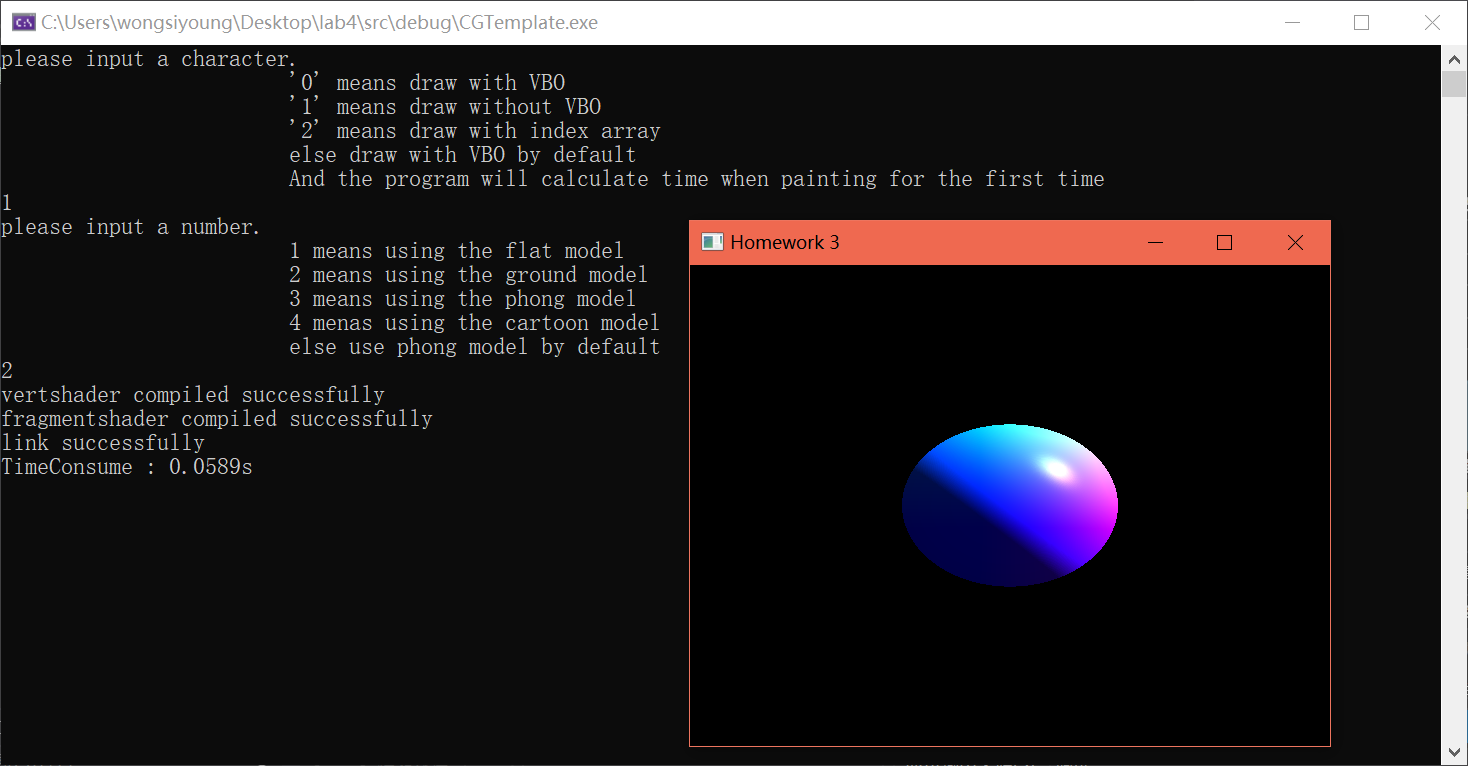 C:\Users\wongsiyoung\Desktop\lab4\src\debug\CGTemplate.exe
please input a character.
'0' means draw with VBO
'1' means draw without VBO
'2' means draw with index array
else draw with VBO by default
And the program will calculate time when painting for the first time
1
please input a number.
1 means using the flat model
2 means using the ground model
3 means using the phong model
4 menas using the cartoon model
else use phong model by default
2
vertshader compiled successfully
fragmentshader compiled successfully
link successfully
TimeConsume : 0.0589s
Homework 3